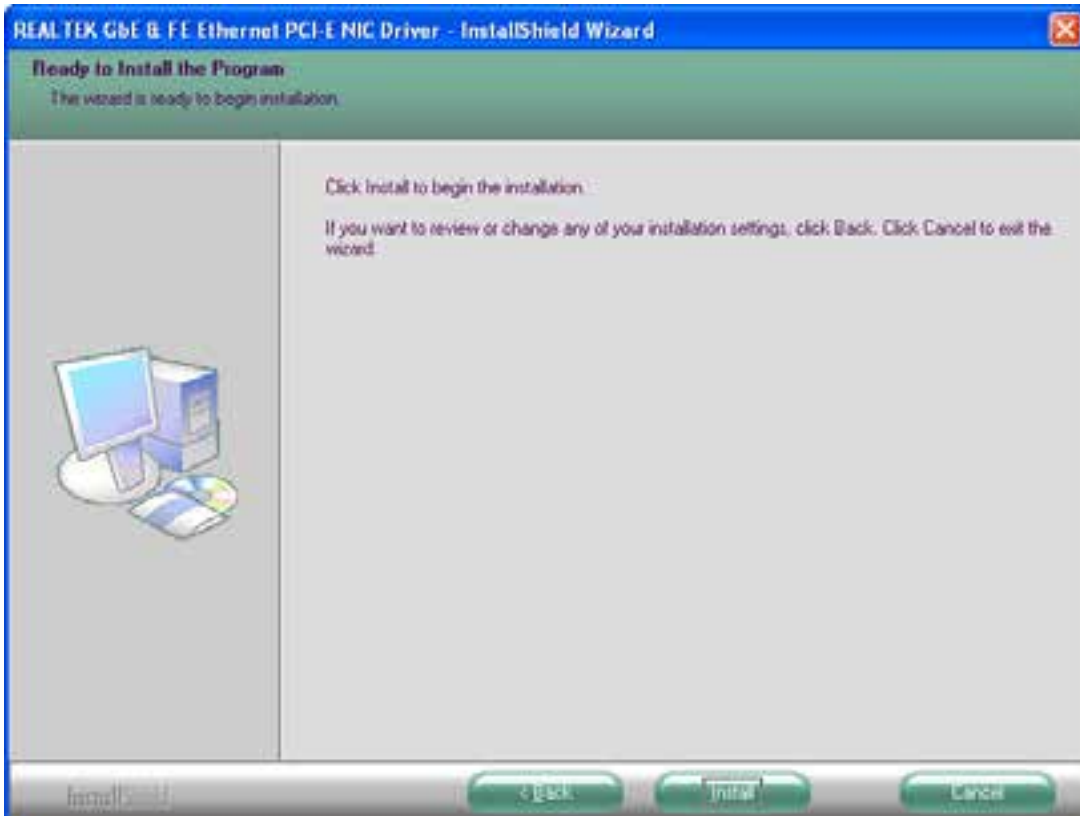 REALTEK GbE & FE Ethernet PCI-E NIC Driver - InstallShield Wizard
Ready to Install the Program
The wizard is ready to begin installation.
Click Install to begin the installation.
If you want to review or change any of your installation settings, click Back. Click Cancel to exit the
wizard.
InstallShield
< Back
Install
Cancel